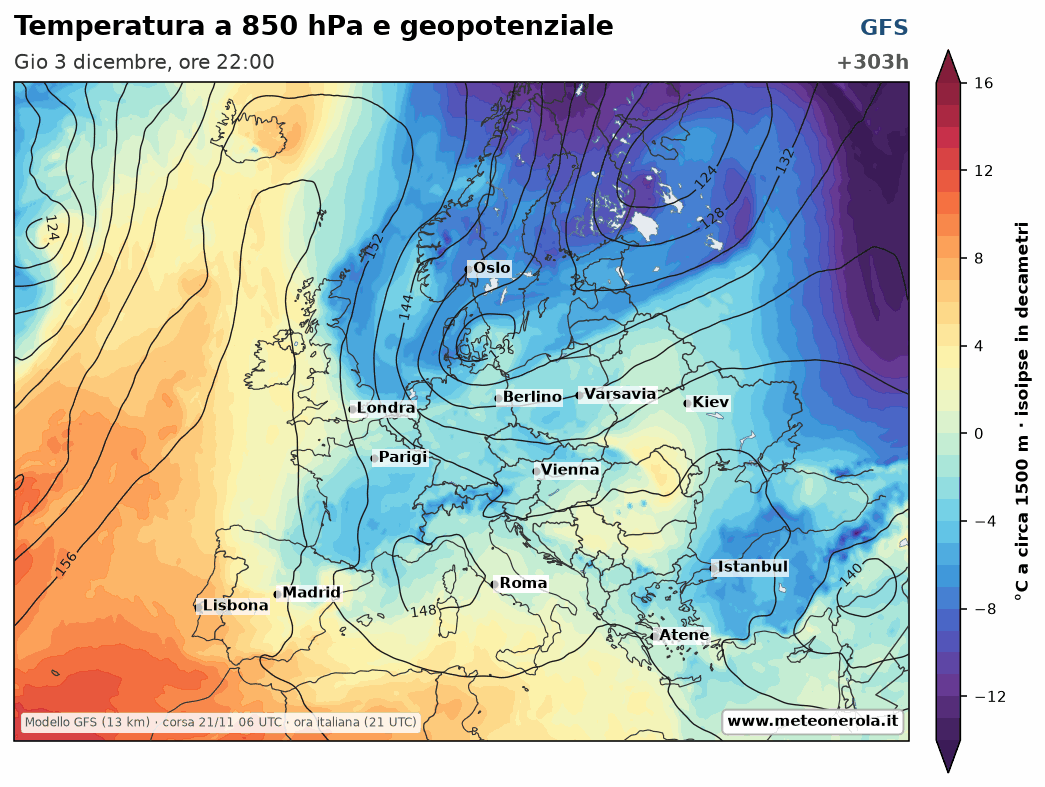 Temperatura a 850 hPa e geopotenziale
GFS
Gio 3 dicembre, ore 22:00
+303h
16
12
8
4
0
−4
−8
−12
°C a circa 1500 m · isoipse in decametri
124
124
128
132
152
144
156
148
140
Oslo
Londra
Berlino
Varsavia
Kiev
Parigi
Vienna
Istanbul
Roma
Madrid
Lisbona
Atene
Modello GFS (13 km) · corsa 21/11 06 UTC · ora italiana (21 UTC)
www.meteonerola.it